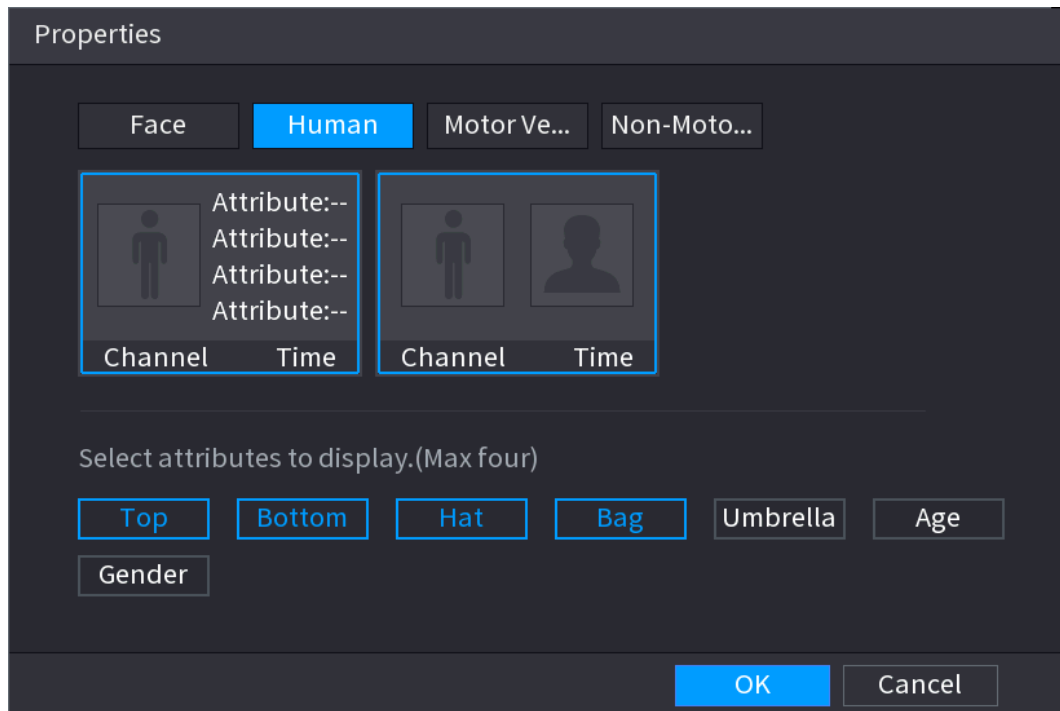 Properties
Face Human Motor Ve... Non-Moto...
Attribute:--
Attribute:--
Attribute:--
Attribute:--
Channel Time Channel Time
Select attributes to display.(Max four)
Top Bottom Hat Bag Umbrella Age
Gender
OK Cancel